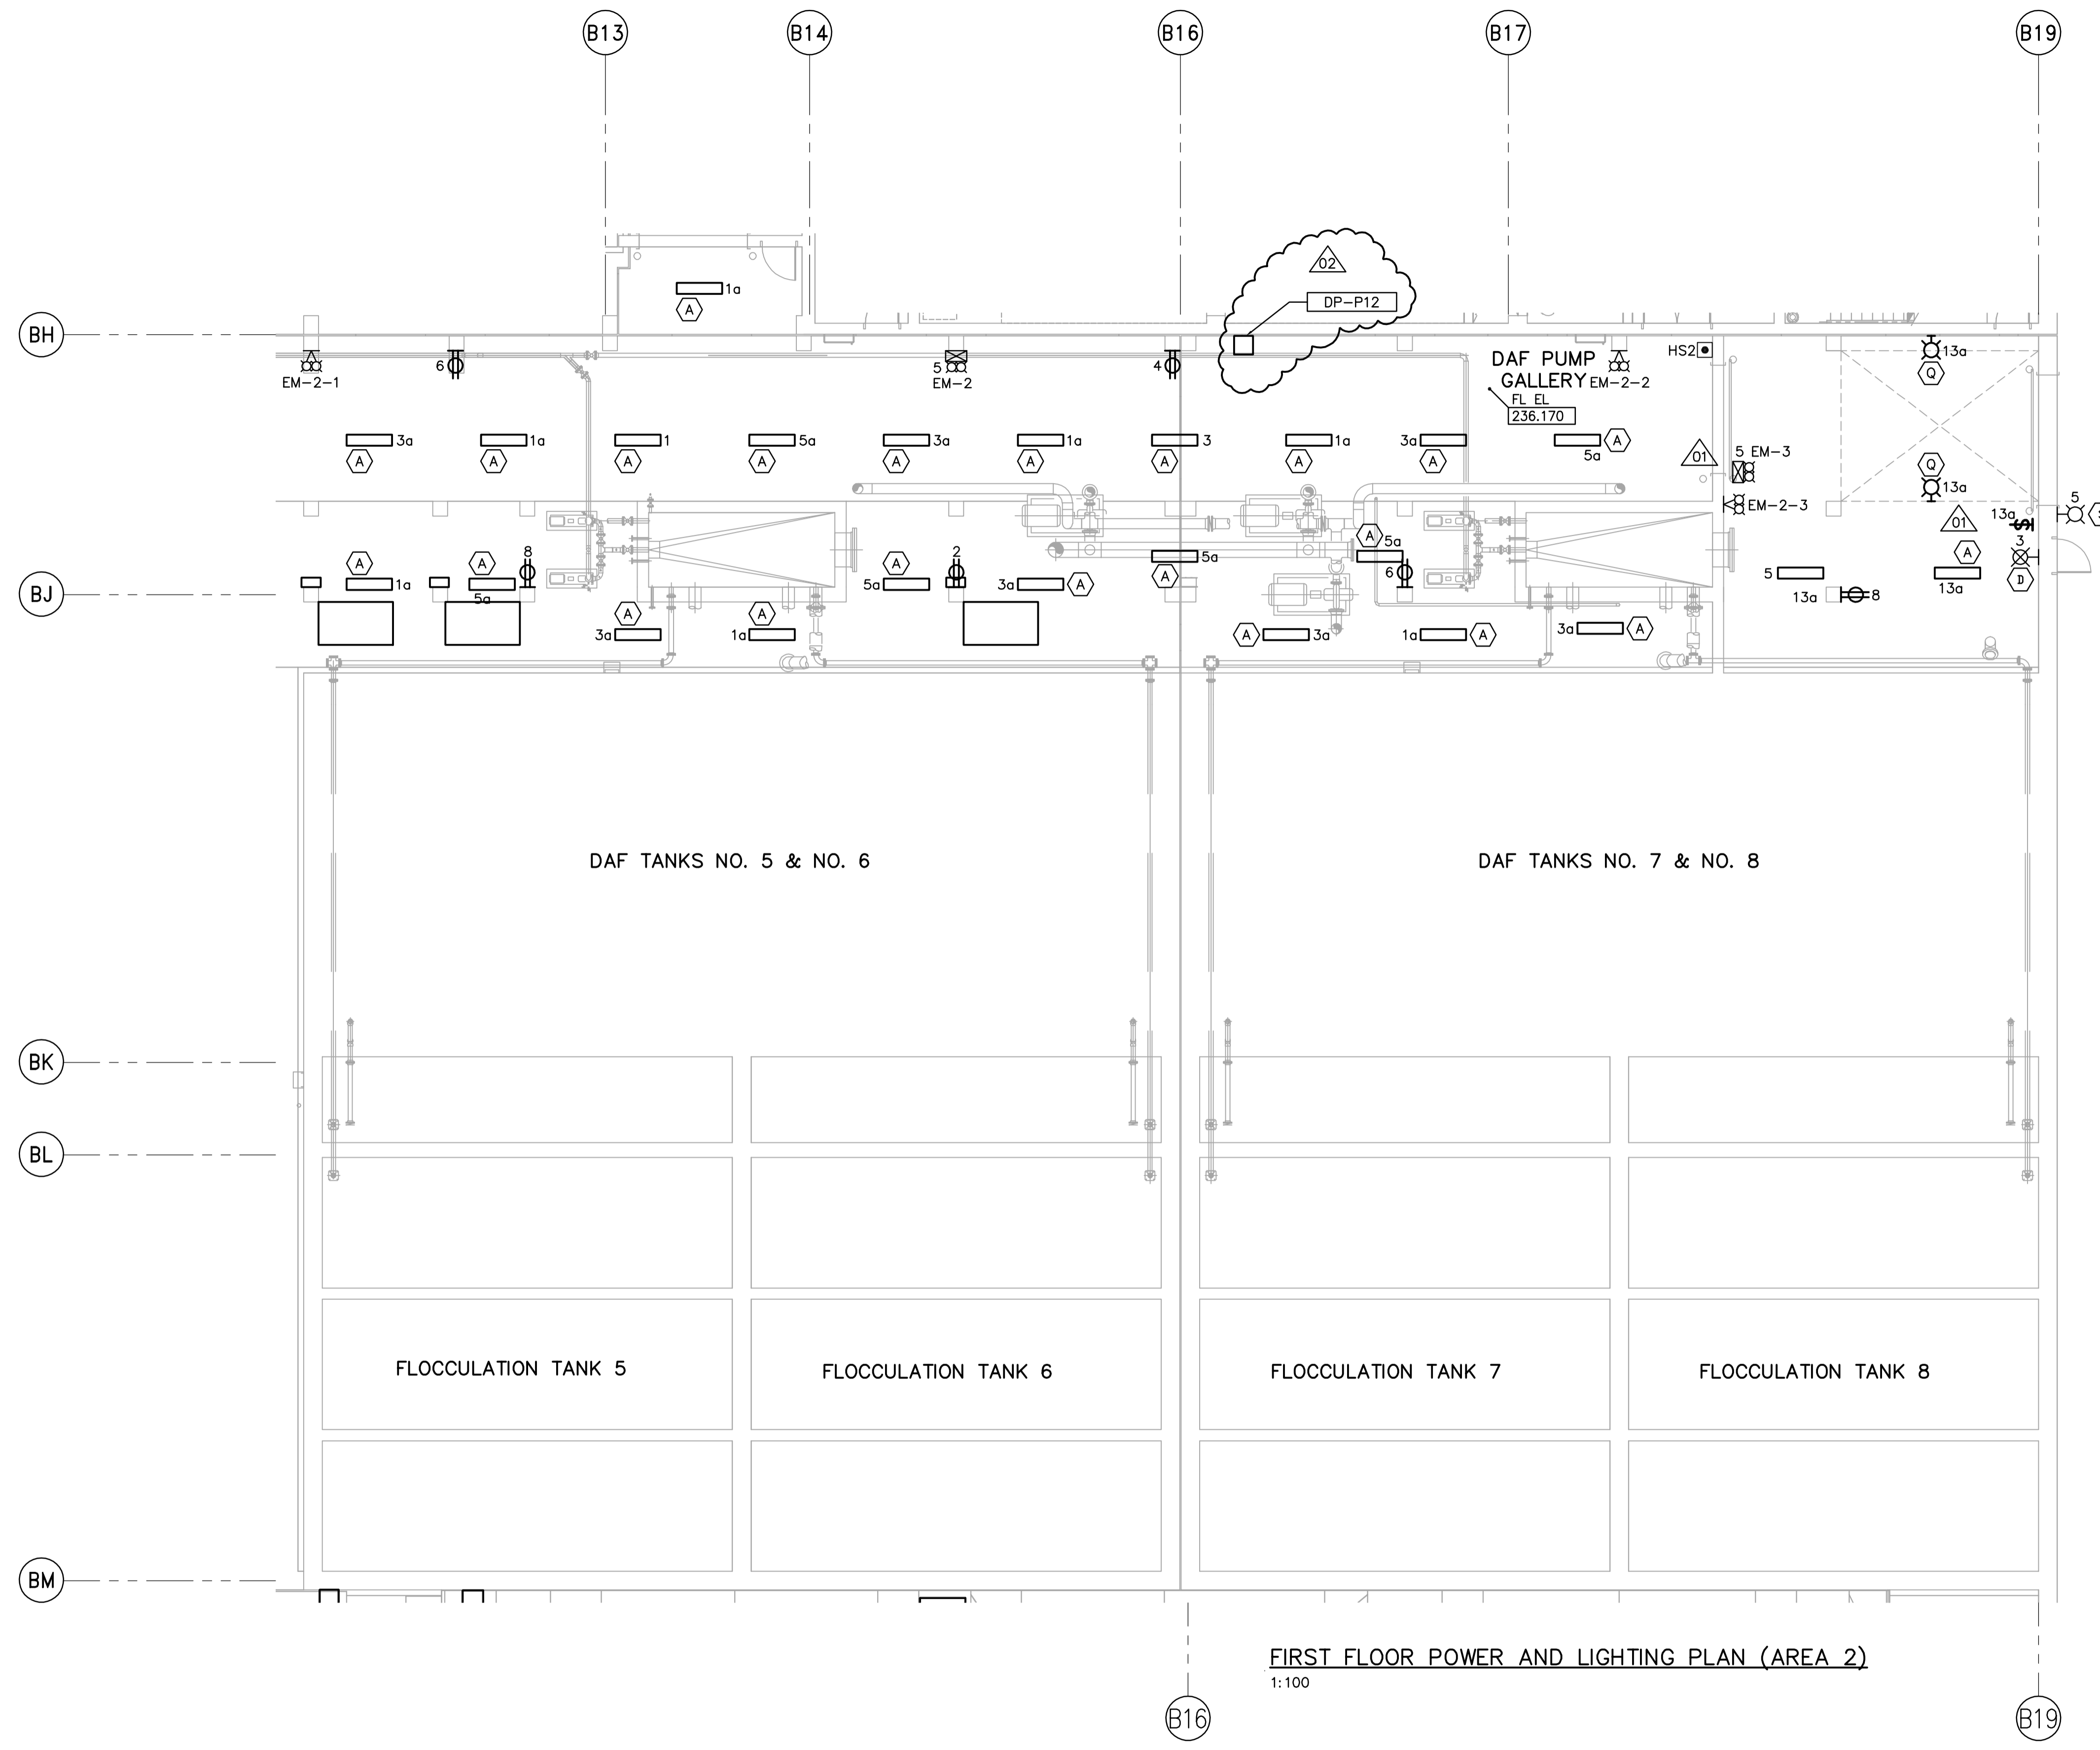 B13
B14
B16
B17
B19
02
1a
A
DP-P12
BH
EM-2-1
6
5
EM-2
4
DAF PUMP
GALLERY
EM-2-2
HS2
13a
Q
FL EL
236.170
3a
1a
1
5a
3a
1a
3
1a
3a
A
5a
A
A
A
A
A
A
A
A
A
01
5 EM-3
Q
13a
EM-2-3
5
13a
01
3
A
A
8
A
2
A
5a
5a
A
D
BJ
1a
5a
5a
3a
A
A
6
5
13a
13a
8
A
A
3a
1a
A
3a
1a
A
3a
A
DAF TANKS NO. 5 & NO. 6
DAF TANKS NO. 7 & NO. 8
BK
BL
FLOCCULATION TANK 5
FLOCCULATION TANK 6
FLOCCULATION TANK 7
FLOCCULATION TANK 8
BM
FIRST FLOOR POWER AND LIGHTING PLAN (AREA 2)
1:100
B16
B19